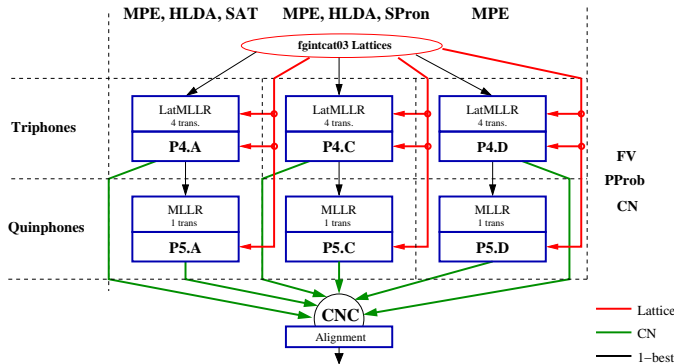 MPE, HLDA, SAT MPE, HLDA, SPron MPE
fgintcat03 Lattices
Triphones
LatMLLR LatMLLR LatMLLR
4 trans. 4 trans. 4 trans.
P4.A P4.C P4.D
FV
PProb
CN
Quinphones
MLLR MLLR MLLR
1 trans 1 trans 1 trans
P5.A P5.C P5.D
CNC
Alignment
Lattice
CN
1−best